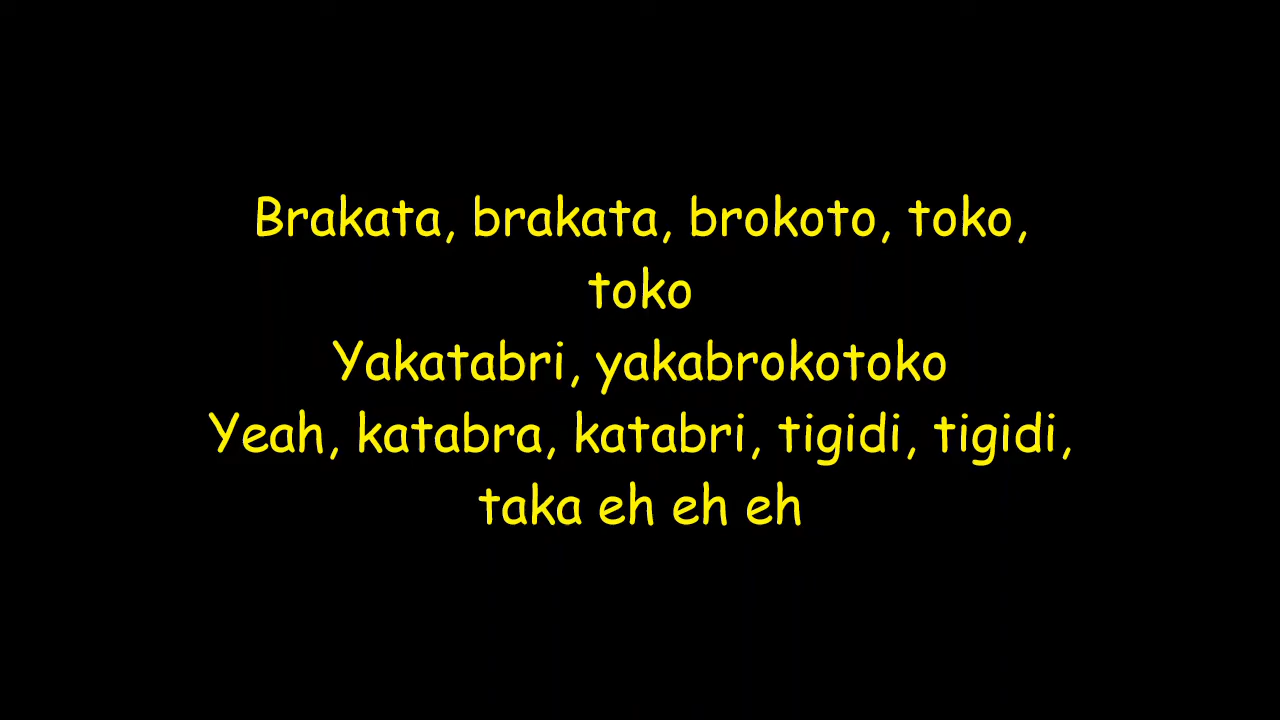 Brakata, brakata, brokoto, toko,
toko
Yakatabri, yakabrokotoko
Yeah, katabra, katabri, tigidi, tigidi,
taka eh eh eh